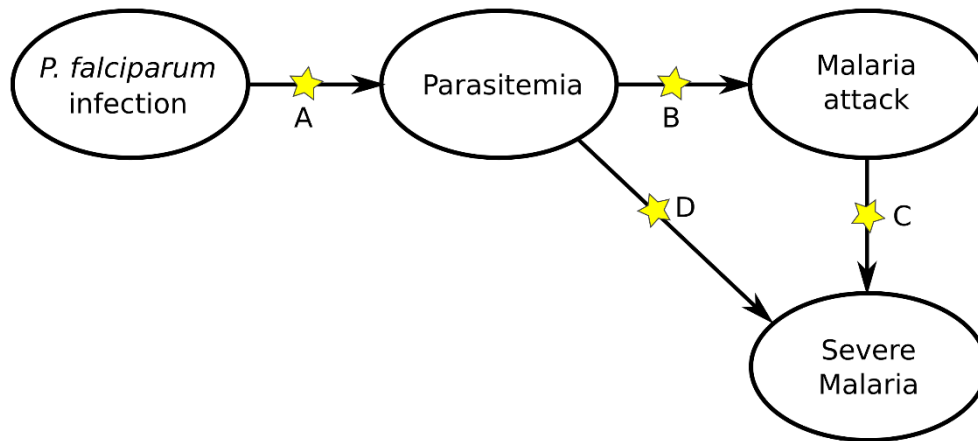 P. falciparum
infection
A
Parasitemia
B
Malaria
attack
D
C
Severe
Malaria